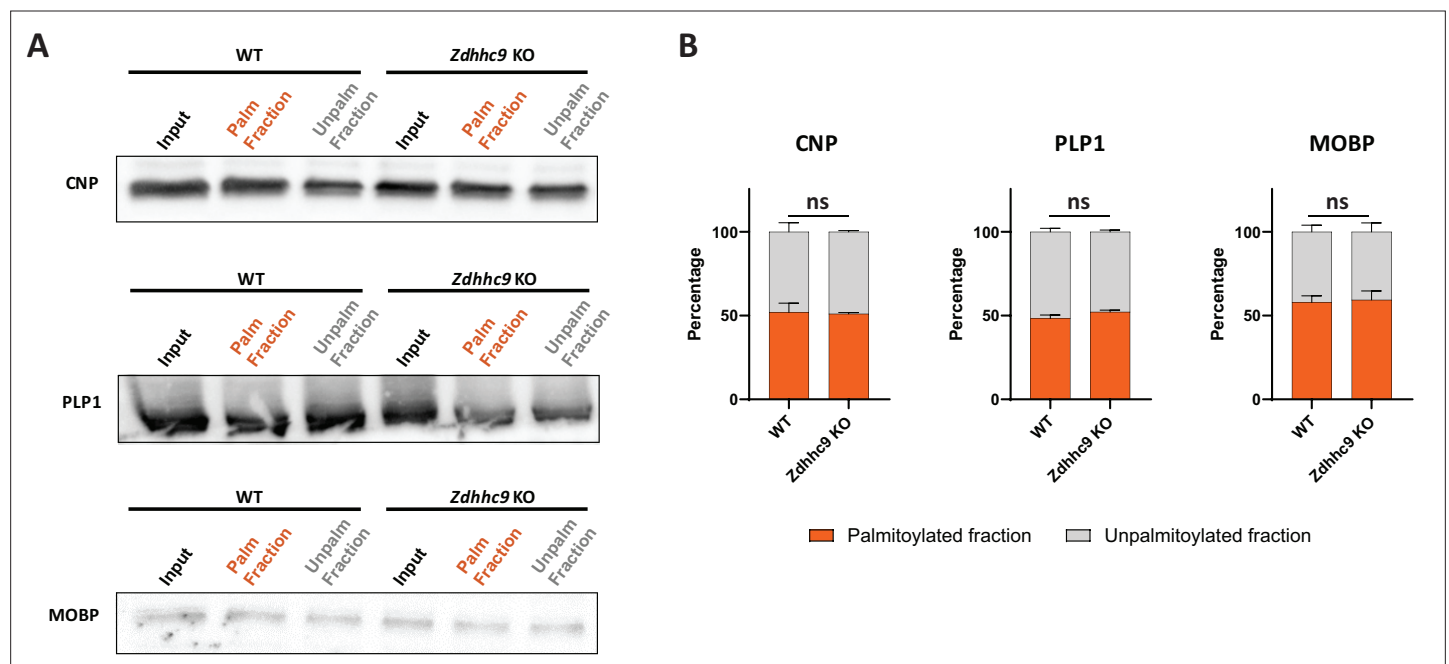 A
WT
Zdhhc9 KO
Input
Palm
Fraction
Unpalm
Fraction
Input
Palm
Fraction
Unpalm
Fraction
CNP
WT
Zdhhc9 KO
Input
Palm
Fraction
Unpalm
Fraction
Input
Palm
Fraction
Unpalm
Fraction
PLP1
WT
Zdhhc9 KO
Input
Palm
Fraction
Unpalm
Fraction
Input
Palm
Fraction
Unpalm
Fraction
MOBP
B
CNP
ns
Percentage
100
50
0
WT
Zdhhc9 KO
PLP1
ns
Percentage
100
50
0
WT
Zdhhc9 KO
MOBP
ns
Percentage
100
50
0
WT
Zdhhc9 KO
Palmitoylated fraction
Unpalmitoylated fraction